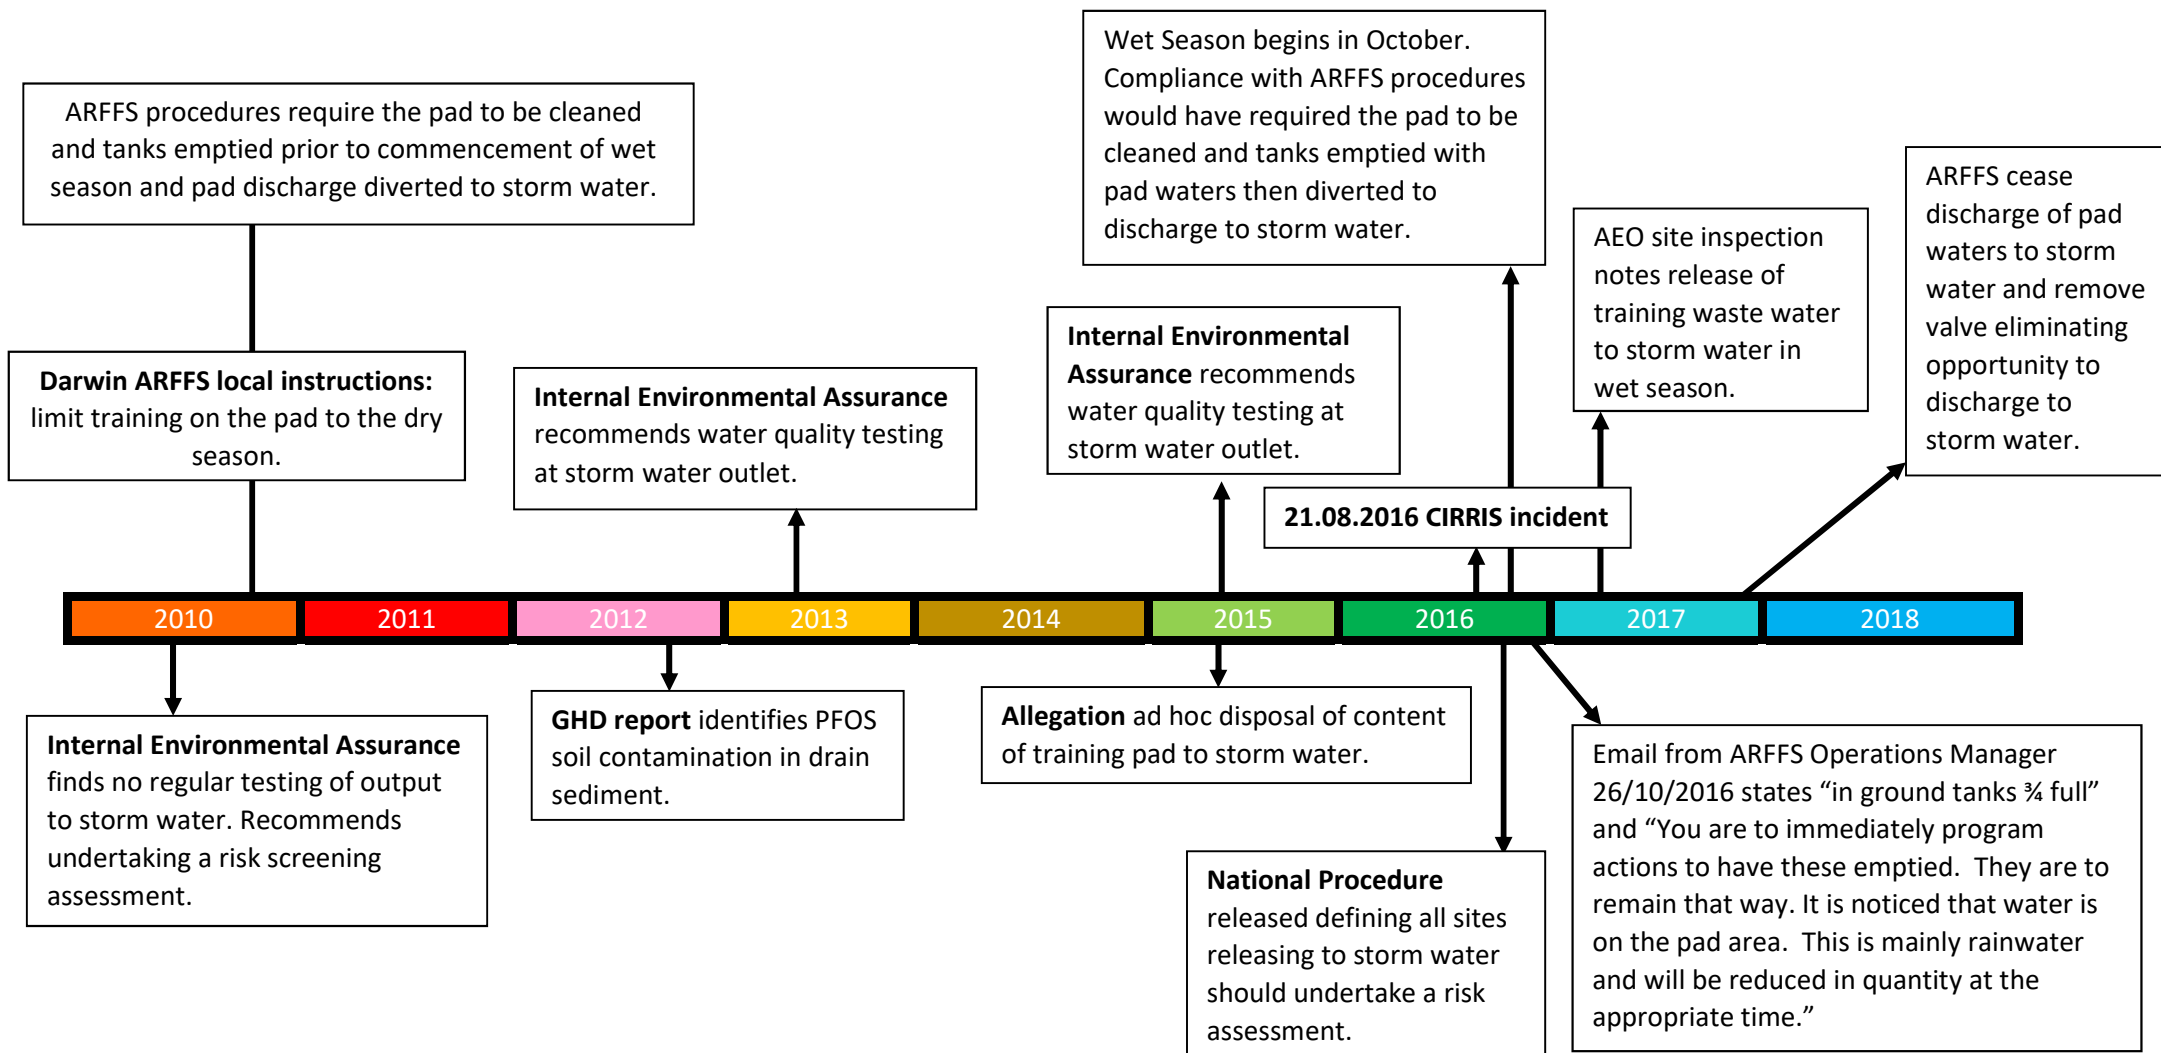 ARFFS procedures require the pad to be cleaned
and tanks emptied prior to commencement of wet
season and pad discharge diverted to storm water.
Darwin ARFFS local instructions:
limit training on the pad to the dry
season.
Internal Environmental Assurance
recommends water quality testing
at storm water outlet.
Wet Season begins in October.
Compliance with ARFFS procedures
would have required the pad to be
cleaned and tanks emptied with
pad waters then diverted to
discharge to storm water.
Internal Environmental
Assurance recommends
water quality testing at
storm water outlet.
21.08.2016 CIRRIS incident
AEO site inspection
notes release of
training waste water
to storm water in
wet season.
ARFFS cease
discharge of pad
waters to storm
water and remove
valve eliminating
opportunity to
discharge to
storm water.
2010 2011 2012 2013 2014 2015 2016 2017 2018
Internal Environmental Assurance
finds no regular testing of output
to storm water. Recommends
undertaking a risk screening
assessment.
GHD report identifies PFOS
soil contamination in drain
sediment.
Allegation ad hoc disposal of content
of training pad to storm water.
National Procedure
released defining all sites
releasing to storm water
should undertake a risk
assessment.
Email from ARFFS Operations Manager
26/10/2016 states “in ground tanks ¾ full”
and “You are to immediately program
actions to have these emptied.  They are to
remain that way. It is noticed that water is
on the pad area.  This is mainly rainwater
and will be reduced in quantity at the
appropriate time.”